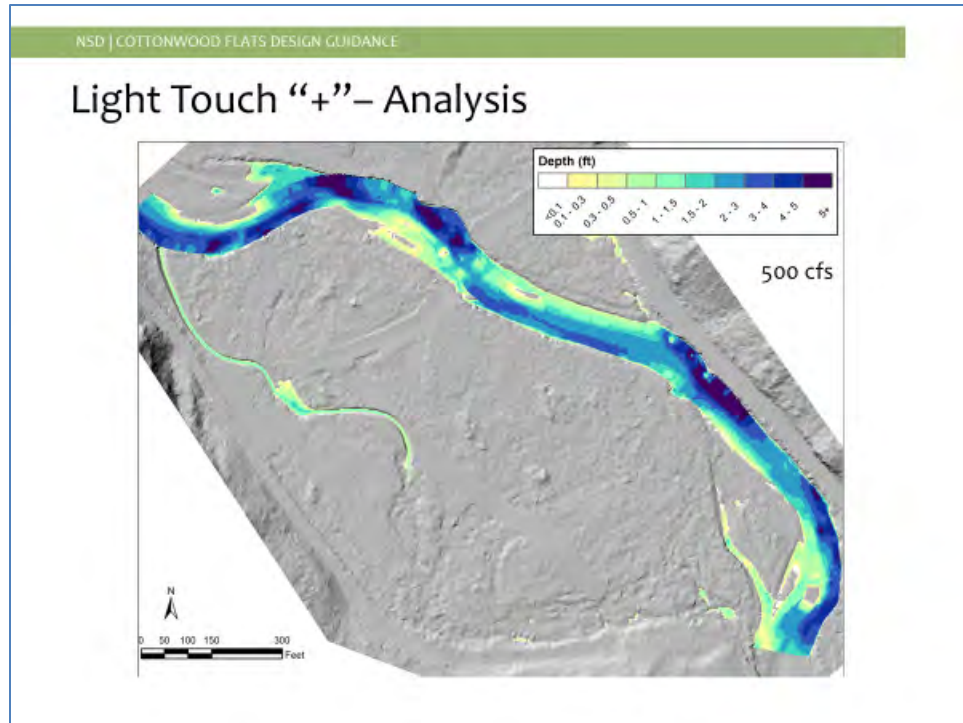 NSD | COTTONWOOD FLATS DESIGN GUIDANCE
Light Touch “+”– Analysis
Depth (ft)
<0.1
0.1 - 0.3
0.3 - 0.5
0.5 - 1
1 - 1.5
1.5 - 2
2 - 3
3 - 4
4 - 5
5+
500 cfs
N
0 50 100 150 300
Feet